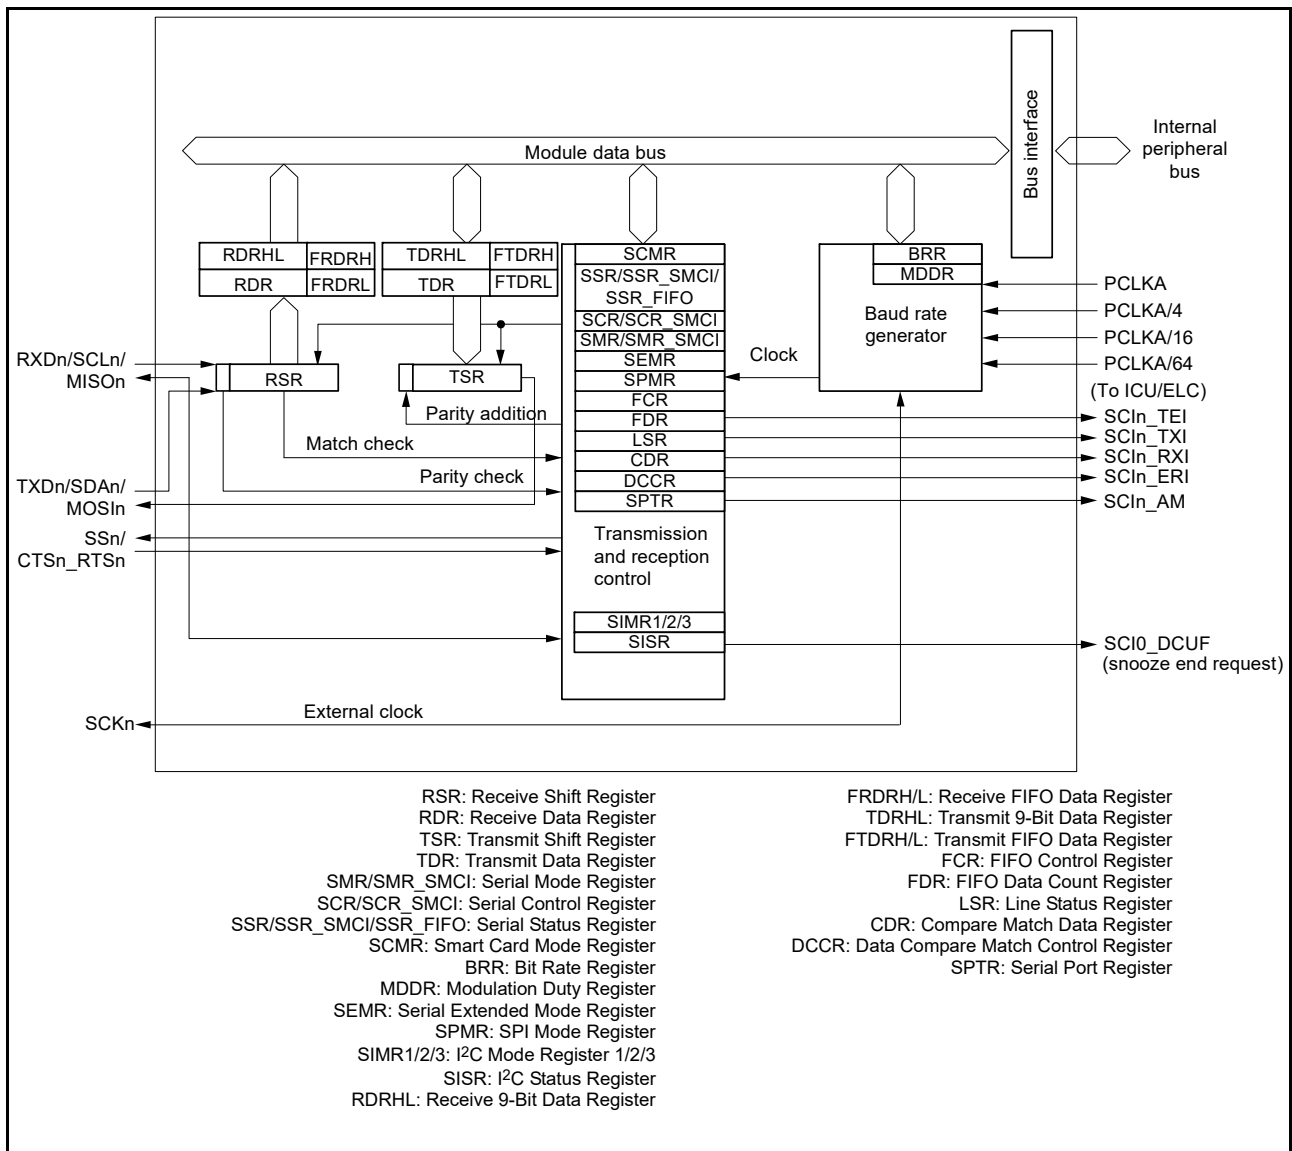 Bus interface
Internal
peripheral
bus
Module data bus
RDRHL
FRDRH
RDR
FRDRL
TDRHL
FTDRH
TDR
FTDRL
SCMR
SSR/SSR_SMCI/
SSR_FIFO
SCR/SCR_SMCI
SMR/SMR_SMCI
SEMR
SPMR
FCR
FDR
LSR
CDR
DCCR
SPTR
Transmission
and reception
control
SIMR1/2/3
SISR
BRR
MDDR
Baud rate
generator
Clock
PCLKA
PCLKA/4
PCLKA/16
PCLKA/64
(To ICU/ELC)
SCIn_TEI
SCIn_TXI
SCIn_RXI
SCIn_ERI
SCIn_AM
SCI0_DCUF
(snooze end request)
RXDn/SCLn/
MISOn
RSR
TSR
Parity addition
Match check
Parity check
TXDn/SDAn/
MOSIn
SSn/
CTSn_RTSn
SCKn
External clock
RSR: Receive Shift Register
RDR: Receive Data Register
TSR: Transmit Shift Register
TDR: Transmit Data Register
SMR/SMR_SMCI: Serial Mode Register
SCR/SCR_SMCI: Serial Control Register
SSR/SSR_SMCI/SSR_FIFO: Serial Status Register
SCMR: Smart Card Mode Register
BRR: Bit Rate Register
MDDR: Modulation Duty Register
SEMR: Serial Extended Mode Register
SPMR: SPI Mode Register
SIMR1/2/3: I2C Mode Register 1/2/3
SISR: I2C Status Register
RDRHL: Receive 9-Bit Data Register
FRDRH/L: Receive FIFO Data Register
TDRHL: Transmit 9-Bit Data Register
FTDRH/L: Transmit FIFO Data Register
FCR: FIFO Control Register
FDR: FIFO Data Count Register
LSR: Line Status Register
CDR: Compare Match Data Register
DCCR: Data Compare Match Control Register
SPTR: Serial Port Register